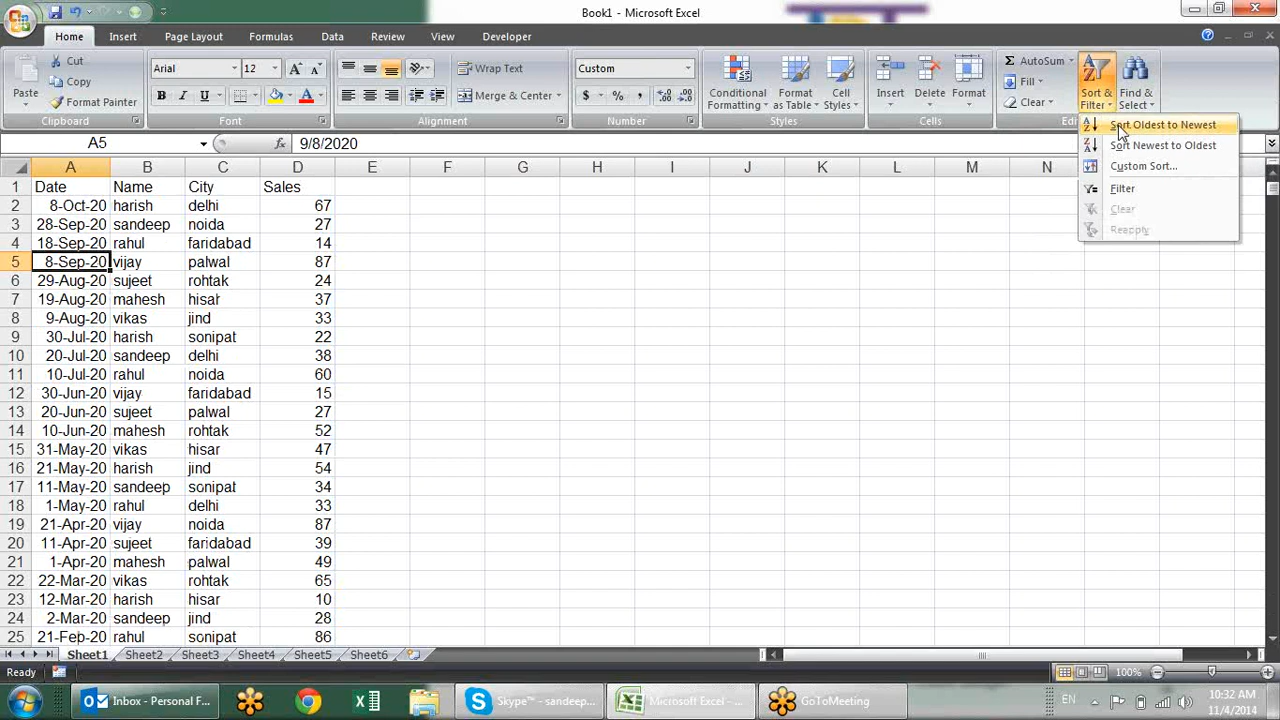 Book1 - Microsoft Excel
Home Insert Page Layout Formulas Data Review View Developer
Paste Cut Copy Format Painter Clipboard
Arial 12 A A B I U A Font
Wrap Text Merge & Center Alignment
Custom $ % , Number
Conditional Formatting Format as Table Cell Styles Styles
Insert Delete Format Cells
Σ AutoSum Fill Clear Sort & Filter Find & Select
Sort Oldest to Newest
Sort Newest to Oldest
Custom Sort...
Filter
Clear
Reapply
A5 fx 9/8/2020
A B C D E F G H I J K L M N
1 Date Name City Sales
2 8-Oct-20 harish delhi 67
3 28-Sep-20 sandeep noida 27
4 18-Sep-20 rahul faridabad 14
5 8-Sep-20 vijay palwal 87
6 29-Aug-20 sujeet rohtak 24
7 19-Aug-20 mahesh hisar 37
8 9-Aug-20 vikas jind 33
9 30-Jul-20 harish sonipat 22
10 20-Jul-20 sandeep delhi 38
11 10-Jul-20 rahul noida 60
12 30-Jun-20 vijay faridabad 15
13 20-Jun-20 sujeet palwal 27
14 10-Jun-20 mahesh rohtak 52
15 31-May-20 vikas hisar 47
16 21-May-20 harish jind 54
17 11-May-20 sandeep sonipat 34
18 1-May-20 rahul delhi 33
19 21-Apr-20 vijay noida 87
20 11-Apr-20 sujeet faridabad 39
21 1-Apr-20 mahesh palwal 49
22 22-Mar-20 vikas rohtak 65
23 12-Mar-20 harish hisar 10
24 2-Mar-20 sandeep jind 28
25 21-Feb-20 rahul sonipat 86
Sheet1 Sheet2 Sheet3 Sheet4 Sheet5 Sheet6
Ready 100%
Inbox - Personal F... Skype™ - sandeep... Microsoft Excel - ... GoToMeeting EN 10:32 AM
11/4/2014